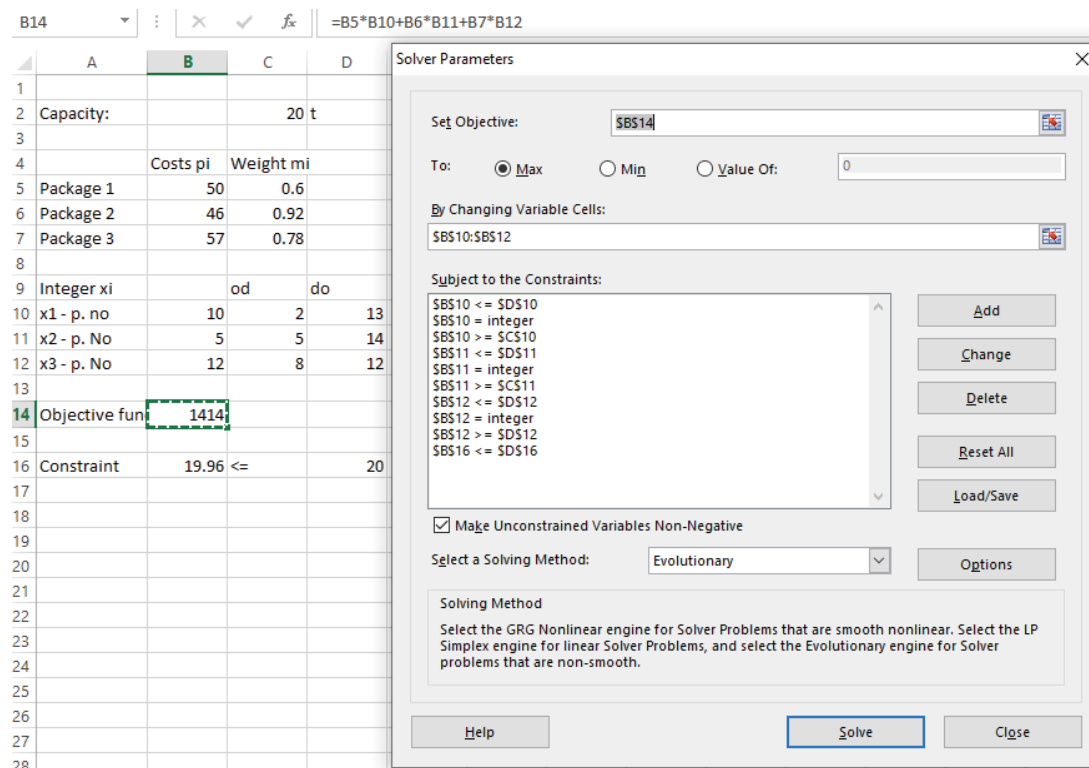 B14 fx =B5*B10+B6*B11+B7*B12
A B C D
1
2 Capacity: 20 t
3
4 Costs pi Weight mi
5 Package 1 50 0.6
6 Package 2 46 0.92
7 Package 3 57 0.78
8
9 Integer xi od do
10 x1 - p. no 10 2 13
11 x2 - p. No 5 5 14
12 x3 - p. No 12 8 12
13
14 Objective fun 1414
15
16 Constraint 19.96 <= 20
17
18
19
20
21
22
23
24
25
26
27
28
Solver Parameters
Set Objective: $B$14
To: Max Min Value Of: 0
By Changing Variable Cells:
$B$10:$B$12
Subject to the Constraints:
$B$10 <= $D$10
$B$10 = integer
$B$10 >= $C$10
$B$11 <= $D$11
$B$11 = integer
$B$11 >= $C$11
$B$12 <= $D$12
$B$12 = integer
$B$12 >= $D$12
$B$16 <= $D$16
Add
Change
Delete
Reset All
Load/Save
Make Unconstrained Variables Non-Negative
Select a Solving Method: Evolutionary Options
Solving Method
Select the GRG Nonlinear engine for Solver Problems that are smooth nonlinear. Select the LP
Simplex engine for linear Solver Problems, and select the Evolutionary engine for Solver
problems that are non-smooth.
Help Solve Close